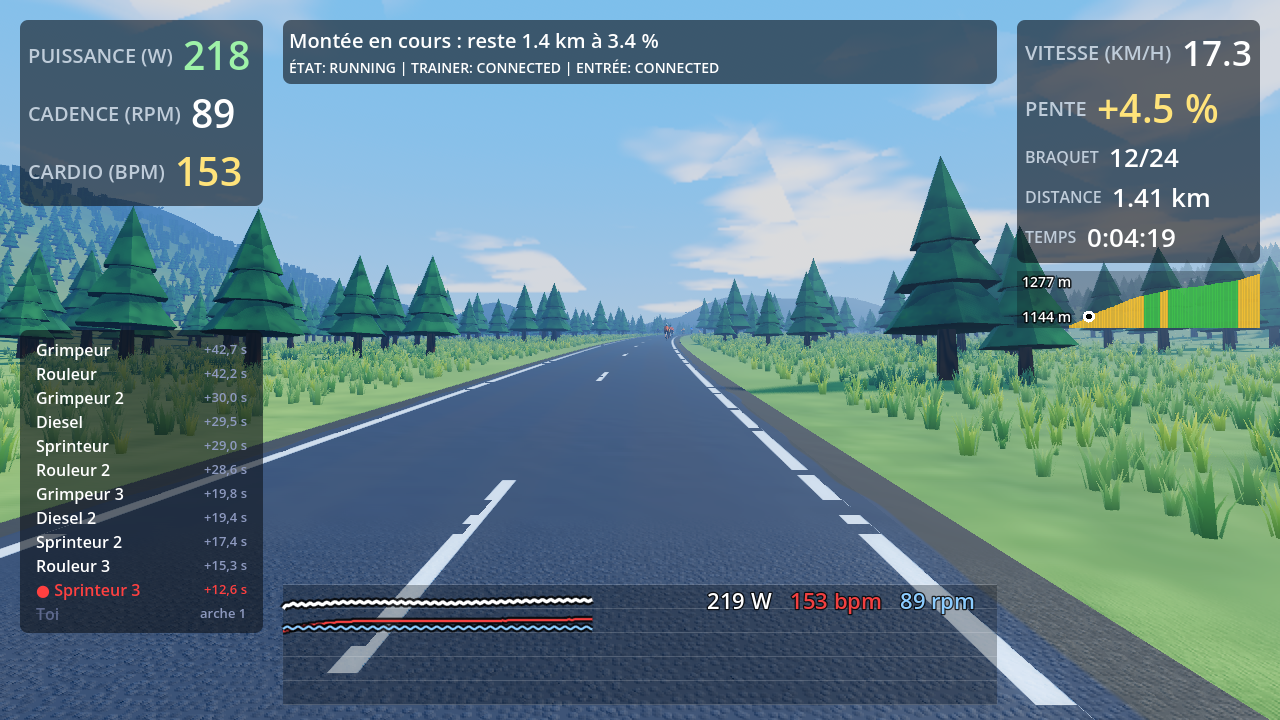 PUISSANCE (W) 218
CADENCE (RPM) 89
CARDIO (BPM) 153
Montée en cours : reste 1.4 km à 3.4 %
ÉTAT: RUNNING | TRAINER: CONNECTED | ENTRÉE: CONNECTED
VITESSE (KM/H) 17.3
PENTE +4.5 %
BRAQUET 12/24
DISTANCE 1.41 km
TEMPS 0:04:19
1277 m
1144 m
Grimpeur +42,7 s
Rouleur +42,2 s
Grimpeur 2 +30,0 s
Diesel +29,5 s
Sprinteur +29,0 s
Rouleur 2 +28,6 s
Grimpeur 3 +19,8 s
Diesel 2 +19,4 s
Sprinteur 2 +17,4 s
Rouleur 3 +15,3 s
Sprinteur 3 +12,6 s
Toi arche 1
219 W 153 bpm 89 rpm